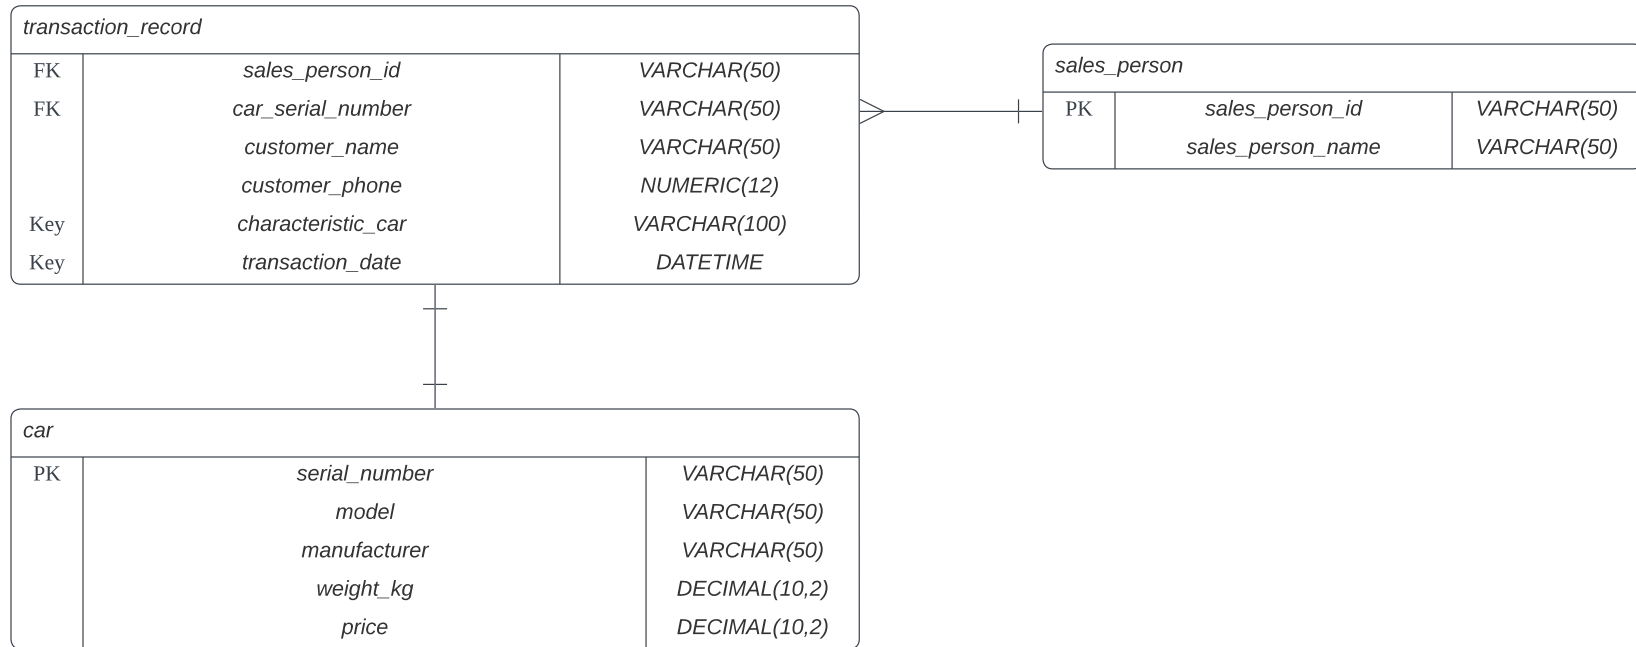 transaction_record
FK sales_person_id VARCHAR(50)
FK car_serial_number VARCHAR(50)
customer_name VARCHAR(50)
customer_phone NUMERIC(12)
Key characteristic_car VARCHAR(100)
Key transaction_date DATETIME
sales_person
PK sales_person_id VARCHAR(50)
sales_person_name VARCHAR(50)
car
PK serial_number VARCHAR(50)
model VARCHAR(50)
manufacturer VARCHAR(50)
weight_kg DECIMAL(10,2)
price DECIMAL(10,2)